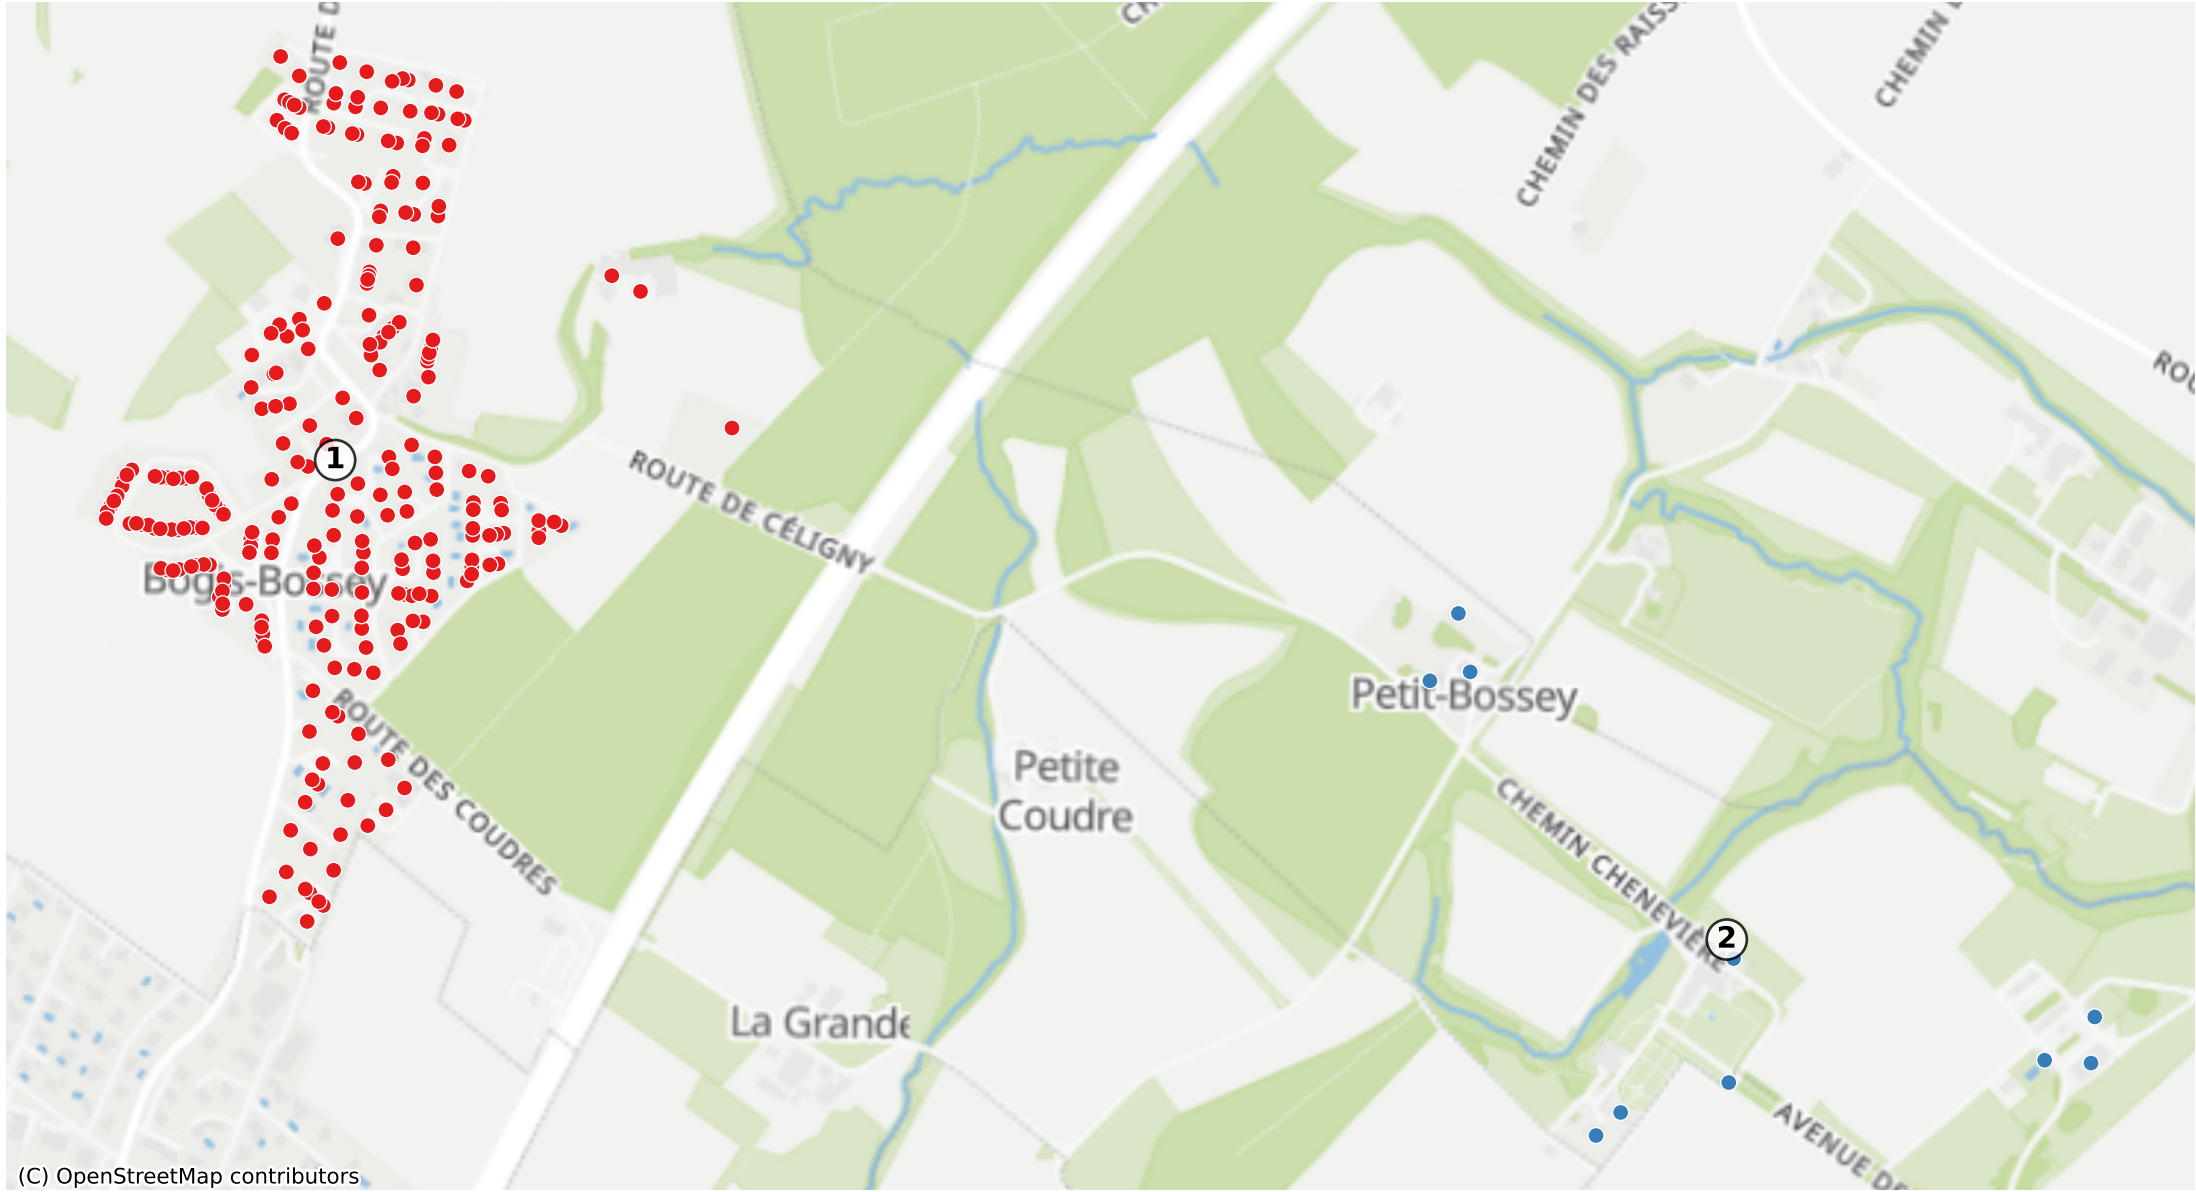 ROUTE D
CH
CHEMIN DES RAISS
CHEMIN
ROU
1
ROUTE DE CÉLIGNY
Bogis-Bossey
Petit-Bossey
ROUTE DES COUDRES
Petite
Coudre
CHEMIN CHENEVIÈRE
2
La Grande
AVENUE DE
(C) OpenStreetMap contributors